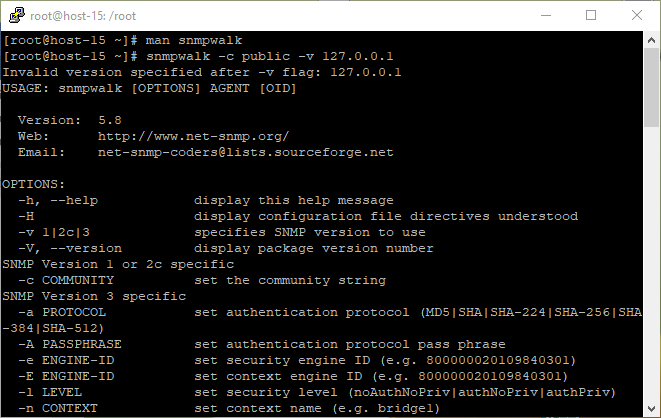 root@host-15: /root
[root@host-15 ~]# man snmpwalk
[root@host-15 ~]# snmpwalk -c public -v 127.0.0.1
Invalid version specified after -v flag: 127.0.0.1
USAGE: snmpwalk [OPTIONS] AGENT [OID]
Version:  5.8
Web:      http://www.net-snmp.org/
Email:    net-snmp-coders@lists.sourceforge.net
OPTIONS:
-h, --help            display this help message
-H                    display configuration file directives understood
-v 1|2c|3             specifies SNMP version to use
-V, --version         display package version number
SNMP Version 1 or 2c specific
-c COMMUNITY          set the community string
SNMP Version 3 specific
-a PROTOCOL           set authentication protocol (MD5|SHA|SHA-224|SHA-256|SHA
-384|SHA-512)
-A PASSPHRASE         set authentication protocol pass phrase
-e ENGINE-ID          set security engine ID (e.g. 800000020109840301)
-E ENGINE-ID          set context engine ID (e.g. 800000020109840301)
-l LEVEL              set security level (noAuthNoPriv|authNoPriv|authPriv)
-n CONTEXT            set context name (e.g. bridge1)